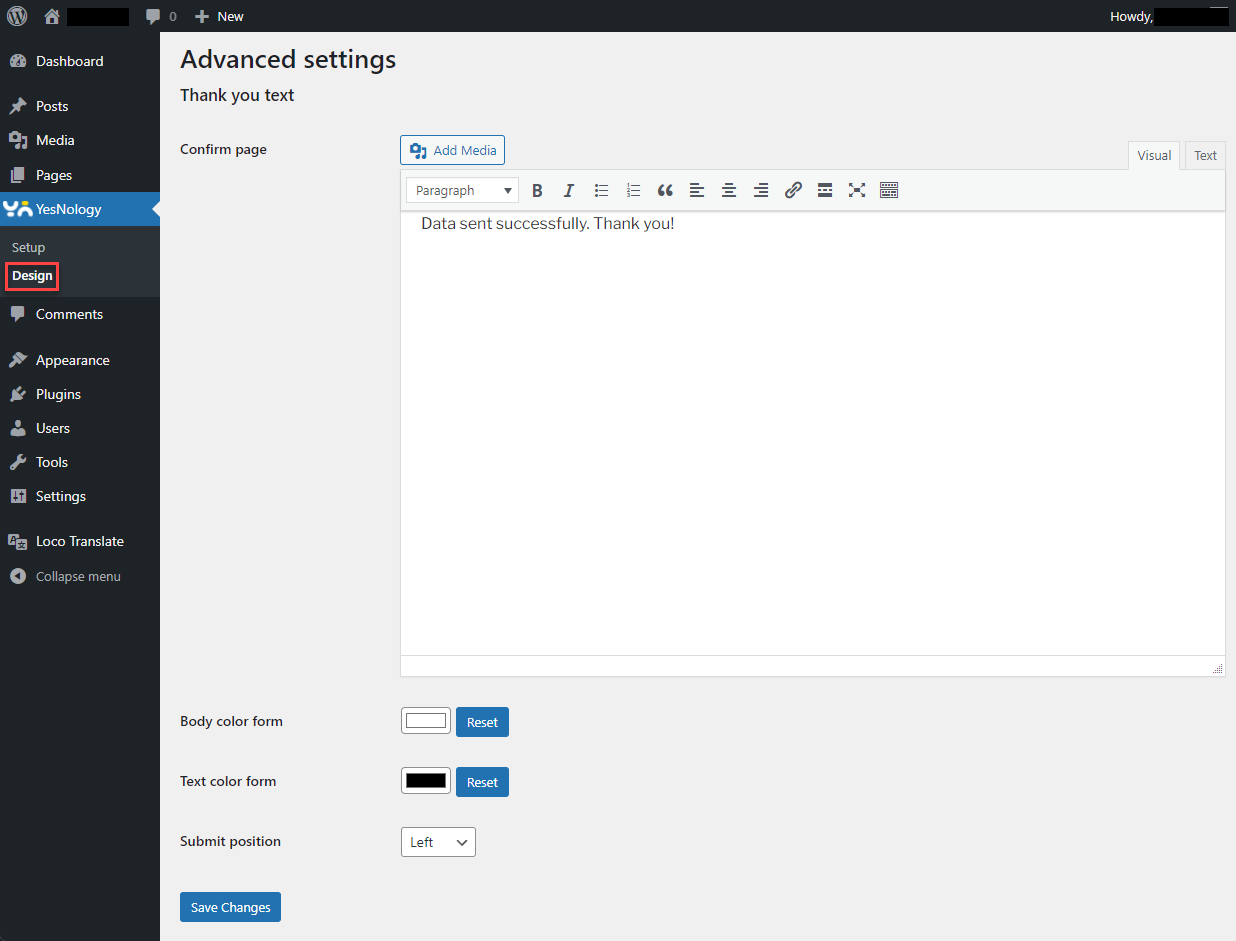 0
New
Howdy,
Dashboard
Posts
Media
Pages
YesNology
Setup
Design
Comments
Appearance
Plugins
Users
Tools
Settings
Loco Translate
Collapse menu
Advanced settings
Thank you text
Confirm page
Add Media
Visual
Text
Paragraph
Data sent successfully. Thank you!
Body color form
Reset
Text color form
Reset
Submit position
Left
Save Changes